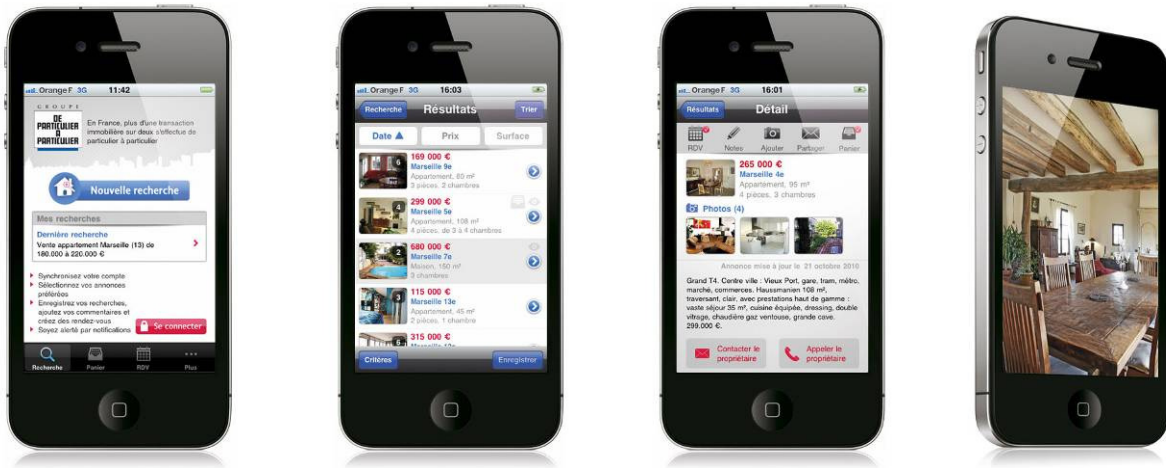 Orange F 3G 11:42
GROUPE
DE
PARTICULIER
À
PARTICULIER
En France, plus d'une transaction
immobilière sur deux s'effectue de
particulier à particulier
Nouvelle recherche
Mes recherches
Dernière recherche
Vente appartement Marseille (13) de
180.000 à 220.000 €
Synchronisez votre compte
Sélectionnez vos annonces
préférées
Enregistrez vos recherches,
ajoutez vos commentaires et
créez des rendez-vous
Soyez alerté par notifications
Se connecter
Recherche Panier RDV Plus
Orange F 3G 16:03
Recherche Résultats Trier
Date Prix Surface
6
169 000 €
Marseille 9e
Appartement, 65 m²
3 pièces, 2 chambres
4
299 000 €
Marseille 5e
Appartement, 108 m²
4 pièces, de 3 à 4 chambres
2
680 000 €
Marseille 7e
Maison, 150 m²
3 chambres
3
115 000 €
Marseille 13e
Appartement, 45 m²
2 pièces, 1 chambre
6
315 000 €
Critères Enregistrer
Orange F 3G 16:01
Résultats Détail
RDV Notes Ajouter Partager Panier
265 000 €
Marseille 4e
Appartement, 95 m²
4 pièces, 3 chambres
Photos (4)
Annonce mise à jour le 21 octobre 2010
Grand T4. Centre ville : Vieux Port, gare, tram, métro,
marché, commerces. Haussmanien 108 m²,
traversant, clair, avec prestations haut de gamme :
vaste séjour 35 m², cuisine équipée, dressing, double
vitrage, chaudière gaz ventouse, grande cave.
299.000 €.
Contacter le
propriétaire
Appeler le
propriétaire